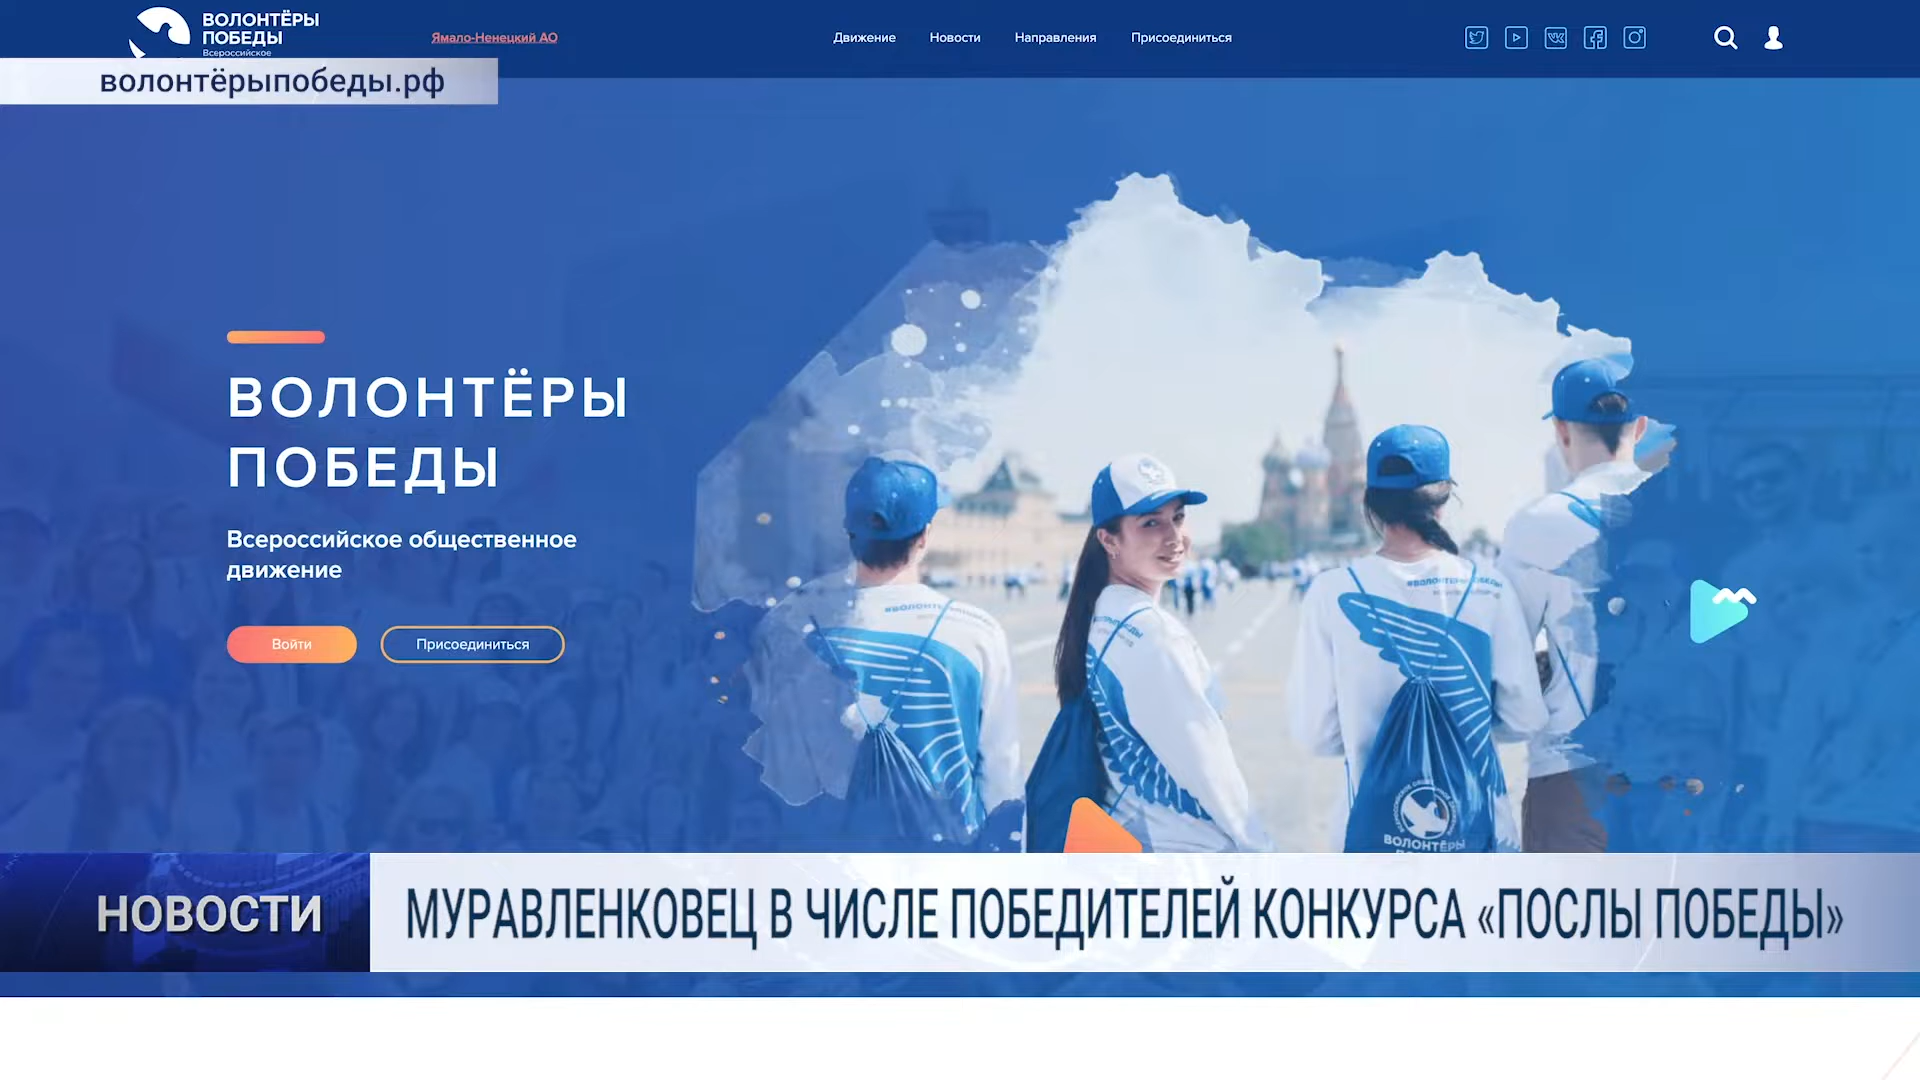 ВОЛОНТЁРЫ
ПОБЕДЫ
Всероссийское
Ямало-Ненецкий АО
Движение
Новости
Направления
Присоединиться
волонтёрыпобеды.рф
ВОЛОНТЁРЫ
ПОБЕДЫ
Всероссийское общественное
движение
Войти
Присоединиться
ВОЛОНТЁРЫ
НОВОСТИ
МУРАВЛЕНКОВЕЦ В ЧИСЛЕ ПОБЕДИТЕЛЕЙ КОНКУРСА «ПОСЛЫ ПОБЕДЫ»